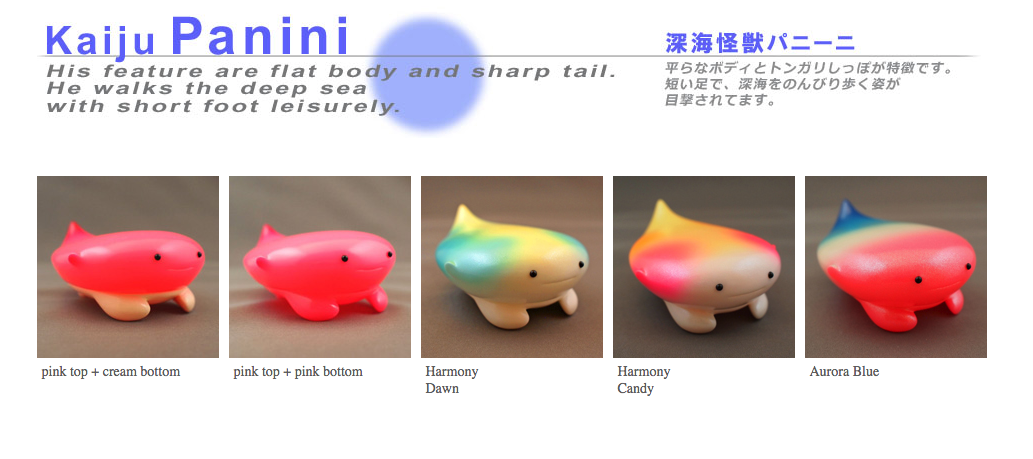 Kaiju Panini
His feature are flat body and sharp tail.
He walks the deep sea
with short foot leisurely.
深海怪獣パニーニ
平らなボディとトンガリしっぽが特徴です。
短い足で、深海をのんびり歩く姿が
目撃されてます。
pink top + cream bottom
pink top + pink bottom
Harmony
Dawn
Harmony
Candy
Aurora Blue